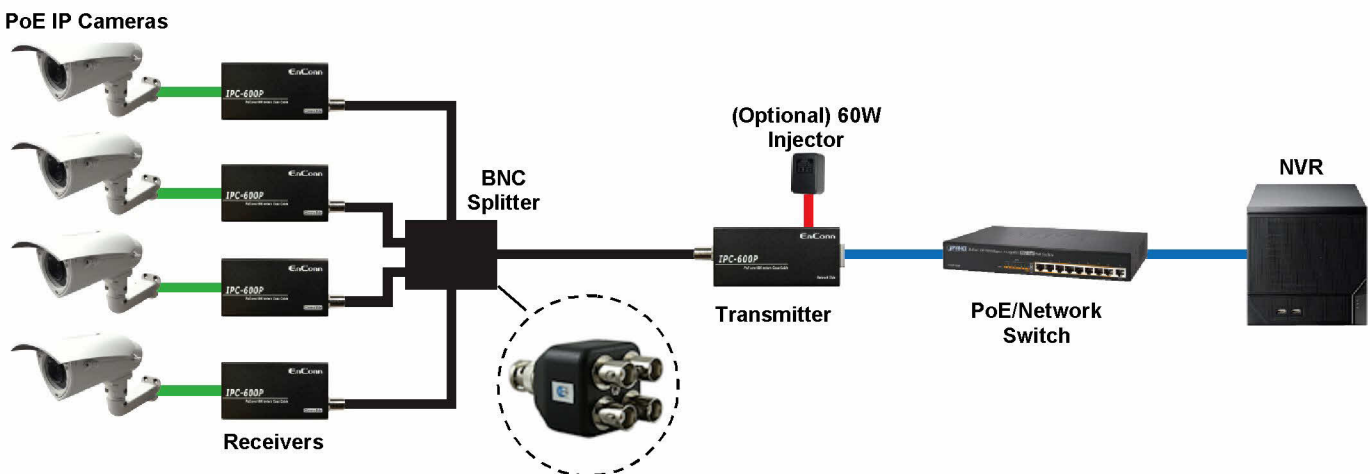 PoE IP Cameras
EnConn
IPC-600P
EnConn
IPC-600P
EnConn
IPC-600P
EnConn
IPC-600P
Receivers
BNC
Splitter
(Optional) 60W
Injector
EnConn
IPC-600P
Transmitter
PLANET
PoE/Network
Switch
NVR